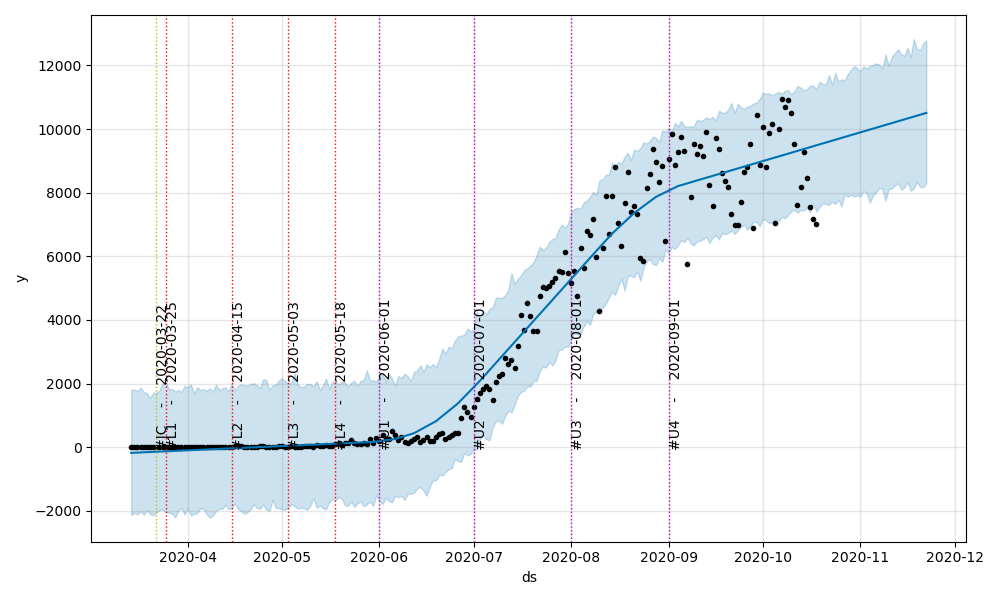 12000
10000
8000
6000
4000
2000
0
−2000
y
#JC - 2020-03-22
#L1 - 2020-03-25
#L2 - 2020-04-15
#L3 - 2020-05-03
#L4 - 2020-05-18
#U1 - 2020-06-01
#U2 - 2020-07-01
#U3 - 2020-08-01
#U4 - 2020-09-01
2020-04 2020-05 2020-06 2020-07 2020-08 2020-09 2020-10 2020-11 2020-12
ds